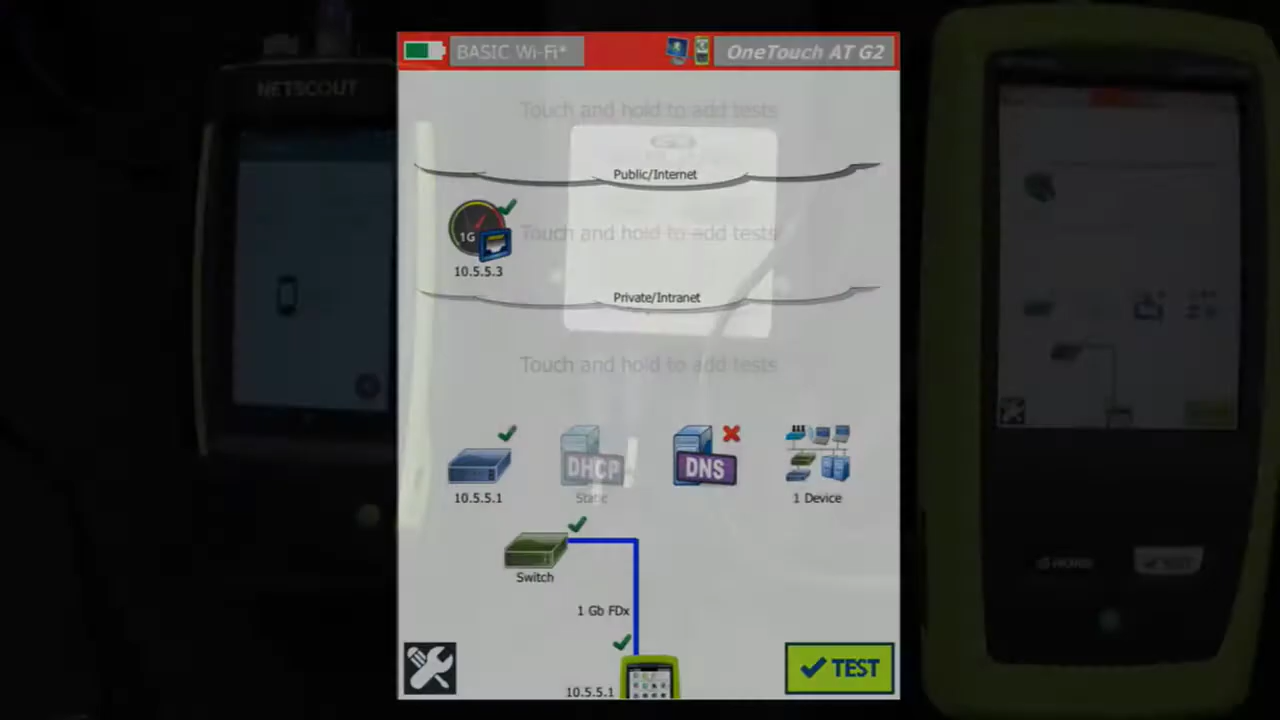 BASIC Wi-Fi*
OneTouch AT G2
NETSCOUT
Touch and hold to add tests
Public/Internet
1G
Touch and hold to add tests
10.5.5.3
Private/Intranet
Touch and hold to add tests
DHCP
DNS
10.5.5.1
Static
1 Device
Switch
1 Gb FDx
HOME
TEST
TEST
10.5.5.1